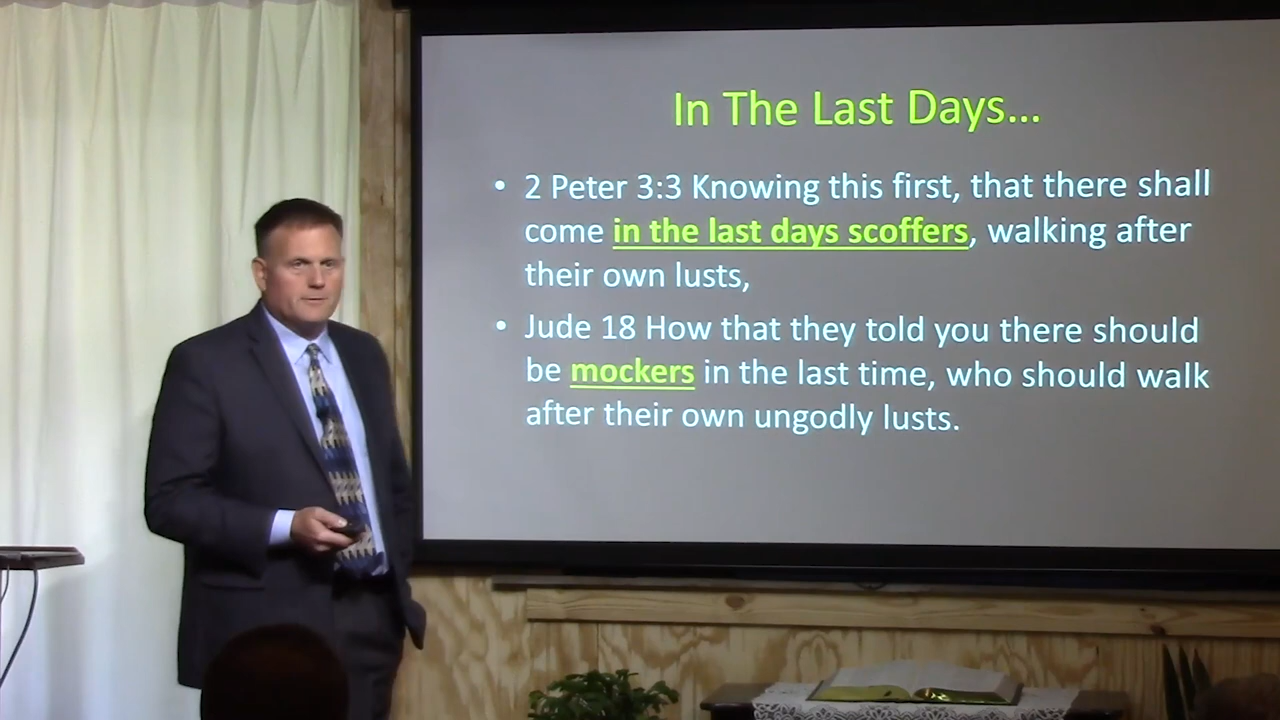 In The Last Days...
• 2 Peter 3:3 Knowing this first, that there shall
come in the last days scoffers, walking after
their own lusts,
• Jude 18 How that they told you there should
be mockers in the last time, who should walk
after their own ungodly lusts.